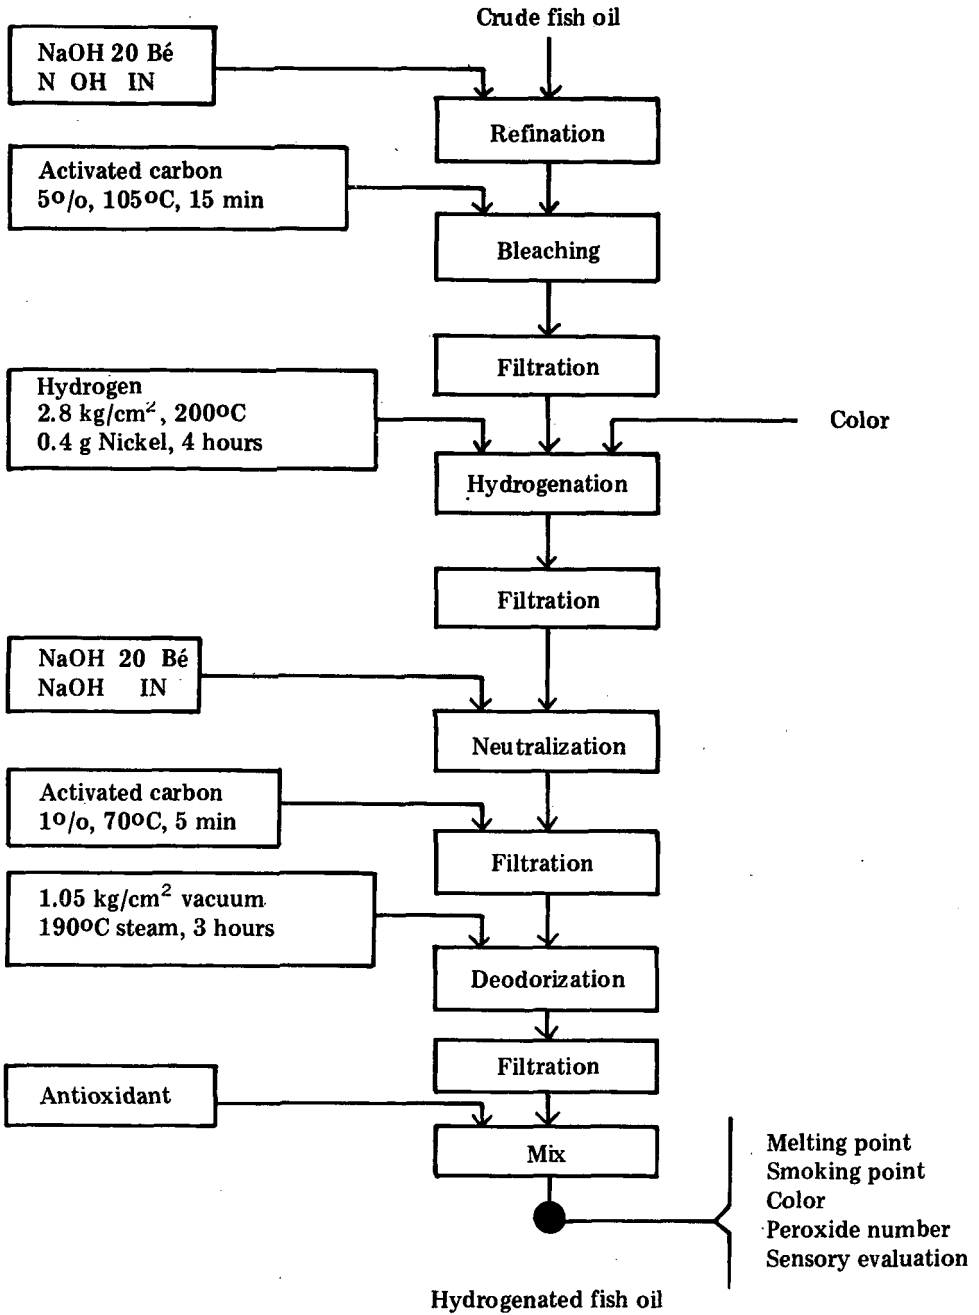 Crude fish oil
NaOH 20 Bé
N OH IN
Refination
Activated carbon
5o/o, 105oC, 15 min
Bleaching
Filtration
Hydrogen
2.8 kg/cm², 200oC
0.4 g Nickel, 4 hours
Color
Hydrogenation
Filtration
NaOH 20 Bé
NaOH IN
Neutralization
Activated carbon
1o/o, 70oC, 5 min
Filtration
1.05 kg/cm² vacuum
190oC steam, 3 hours
Deodorization
Filtration
Antioxidant
Mix
Melting point
Smoking point
Color
Peroxide number
Sensory evaluation
Hydrogenated fish oil